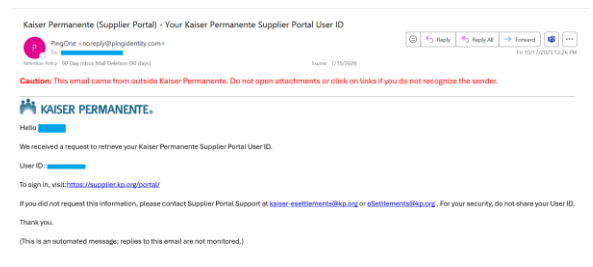 Kaiser Permanente (Supplier Portal) - Your Kaiser Permanente Supplier Portal User ID
P
PingOne <noreply@pingidentity.com>
To
Reply
Reply All
Forward
Fri 10/17/2025 12:26 PM
Retention Policy 90 Day Inbox Mail Deletion (90 days)
Expires 1/15/2026
Caution: This email came from outside Kaiser Permanente. Do not open attachments or click on links if you do not recognize the sender.
KAISER PERMANENTE®
Hello
We received a request to retrieve your Kaiser Permanente Supplier Portal User ID.
User ID:
To sign in, visit:https://supplier.kp.org/portal/
If you did not request this information, please contact Supplier Portal Support at kaiser-esettlements@kp.org or eSettlements@kp.org . For your security, do not share your User ID.
Thank you.
(This is an automated message; replies to this email are not monitored.)